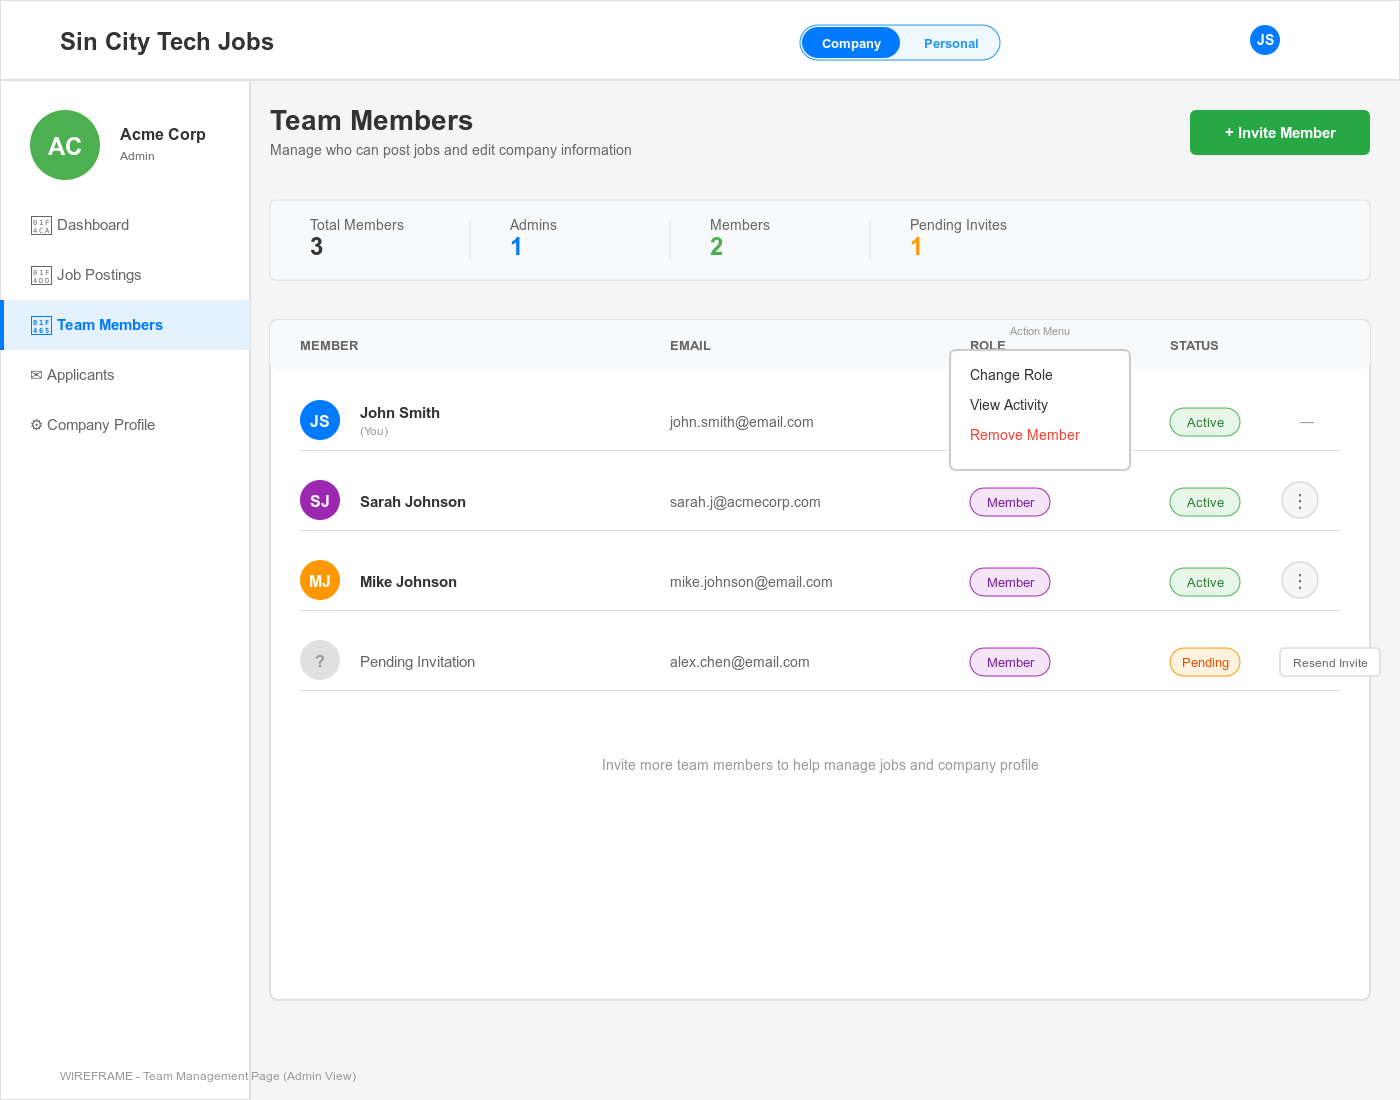 Sin City Tech Jobs
Company Personal
JS
AC
Acme Corp
Admin
Dashboard
Job Postings
Team Members
✉ Applicants
⚙ Company Profile
Team Members
Manage who can post jobs and edit company information
+ Invite Member
Total Members
3
Admins
1
Members
2
Pending Invites
1
Action Menu
MEMBER EMAIL ROLE STATUS
Change Role
View Activity
Remove Member
JS John Smith
(You)
john.smith@email.com Active —
SJ Sarah Johnson sarah.j@acmecorp.com Member Active ⋮
MJ Mike Johnson mike.johnson@email.com Member Active ⋮
? Pending Invitation alex.chen@email.com Member Pending Resend Invite
Invite more team members to help manage jobs and company profile
WIREFRAME - Team Management Page (Admin View)